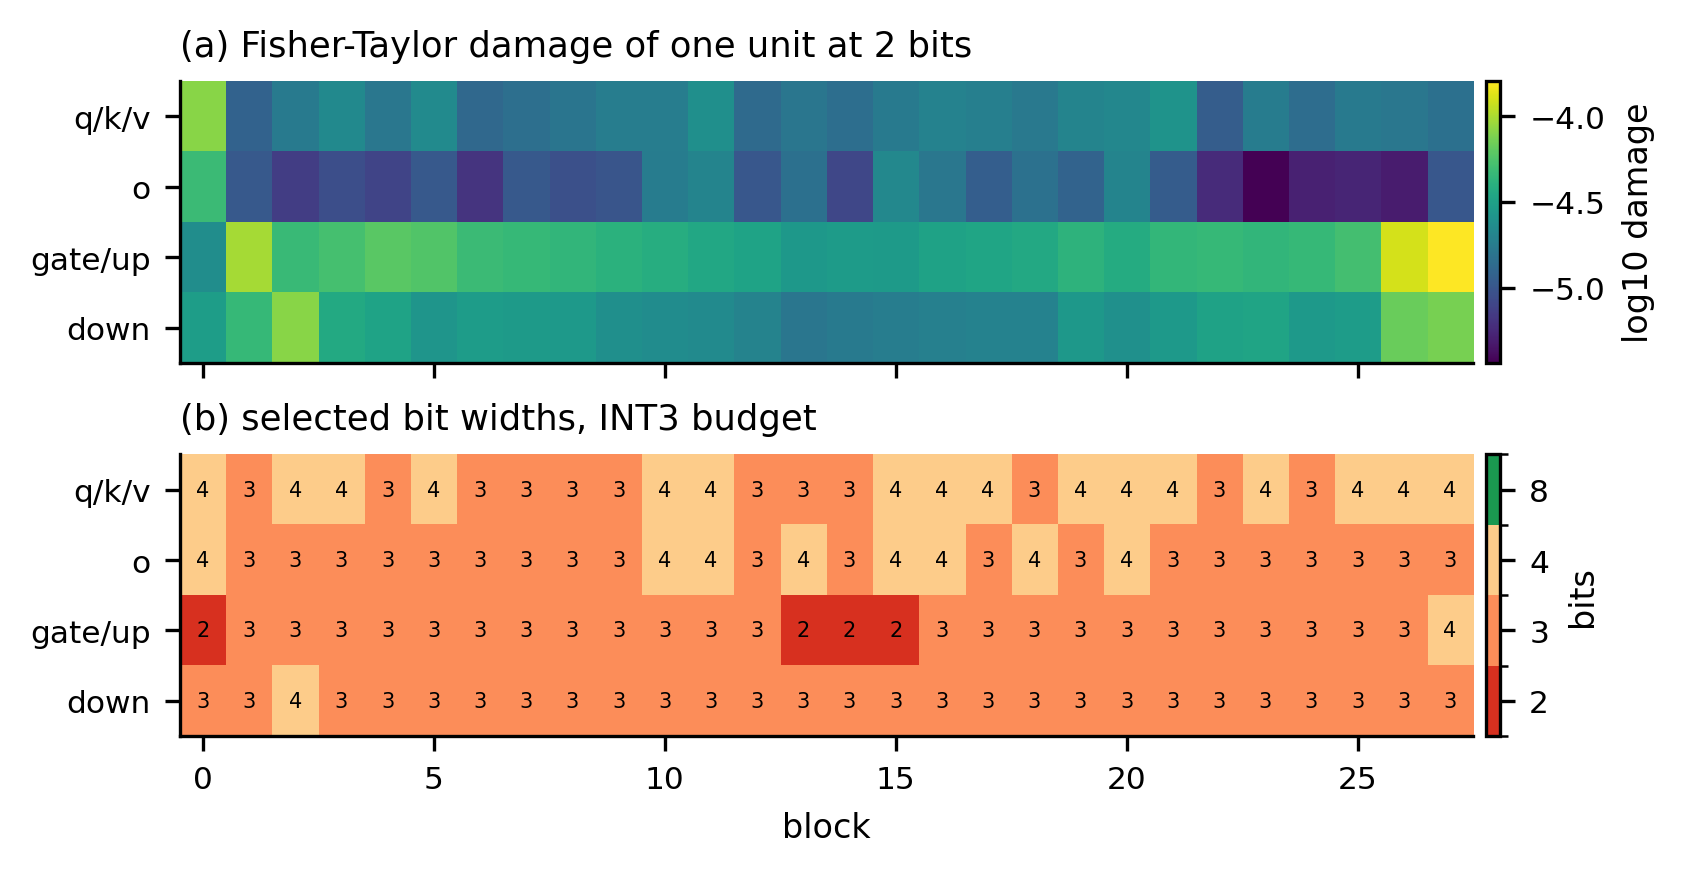 (a) Fisher-Taylor damage of one unit at 2 bits
q/k/v
o
gate/up
down
−4.0
−4.5
−5.0
log10 damage
(b) selected bit widths, INT3 budget
q/k/v 4 3 4 4 3 4 3 3 3 3 4 4 3 3 3 4 4 4 3 4 4 4 3 4 3 4 4 4
o 4 3 3 3 3 3 3 3 3 3 4 4 3 4 3 4 4 3 4 3 4 3 3 3 3 3 3 3
gate/up 2 3 3 3 3 3 3 3 3 3 3 3 3 2 2 2 3 3 3 3 3 3 3 3 3 3 3 4
down 3 3 4 3 3 3 3 3 3 3 3 3 3 3 3 3 3 3 3 3 3 3 3 3 3 3 3 3
8
4
3
2
bits
0 5 10 15 20 25
block